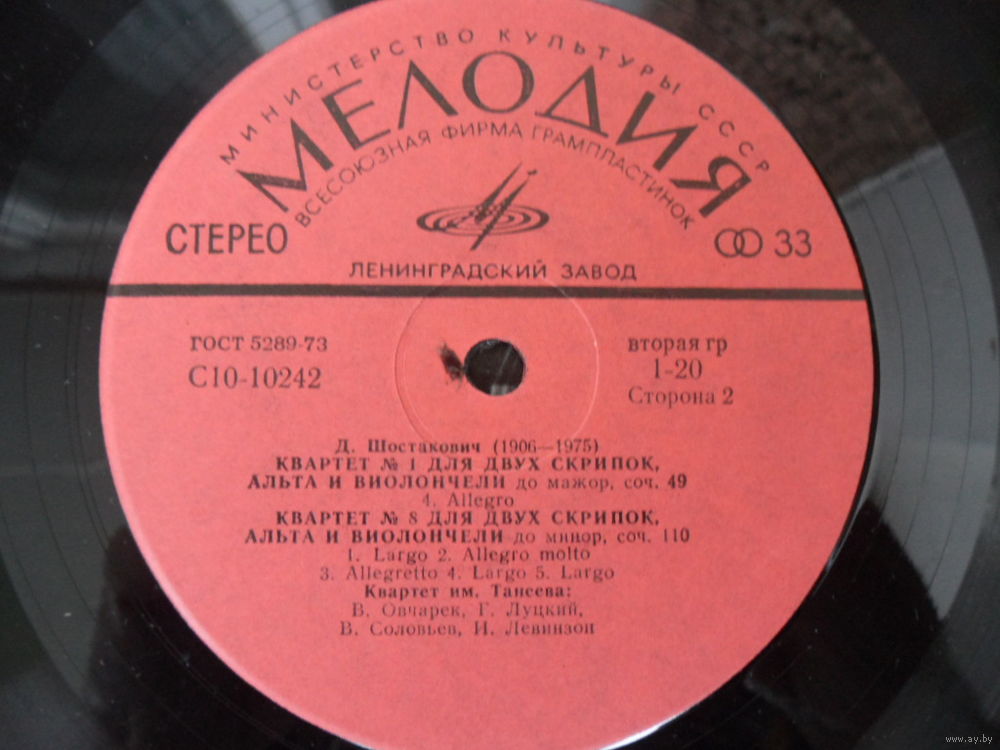 МИНИСТЕРСТВО КУЛЬТУРЫ СССР
МЕЛОДИЯ
ВСЕСОЮЗНАЯ ФИРМА ГРАМПЛАСТИНОК
СТЕРЕО
33
ЛЕНИНГРАДСКИЙ ЗАВОД
ГОСТ 5289-73
С10-10242
вторая гр
1-20
Сторона 2
Д. Шостакович (1906—1975)
КВАРТЕТ № 1 ДЛЯ ДВУХ СКРИПОК,
АЛЬТА И ВИОЛОНЧЕЛИ до мажор, соч. 49
4. Allegro
КВАРТЕТ № 8 ДЛЯ ДВУХ СКРИПОК,
АЛЬТА И ВИОЛОНЧЕЛИ до минор, соч. 110
1. Largo 2. Allegro molto
3. Allegretto 4. Largo 5. Largo
Квартет им. Танеева:
В. Овчарек, Г. Луцкий,
В. Соловьев, И. Левинзон
www.ay.by